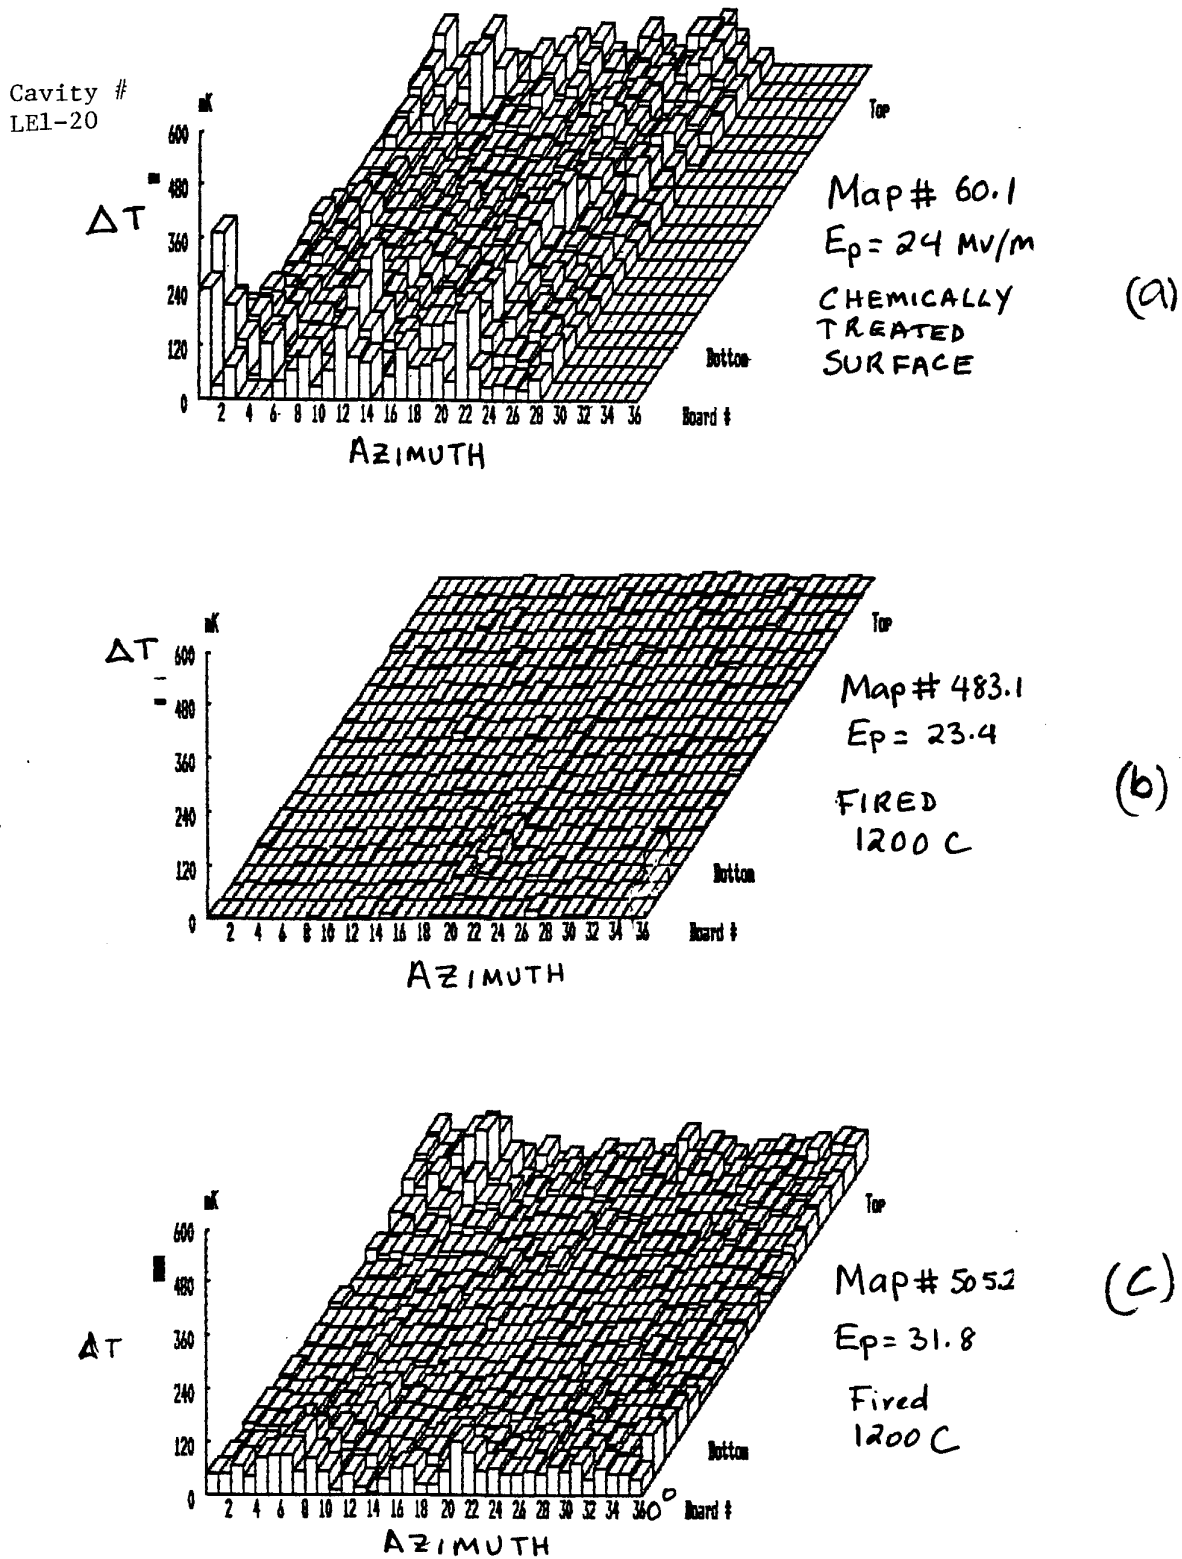 Cavity #
LE1-20
mK
600
480
360
240
120
0
ΔT
Top
Bottom
2 4 6 8 10 12 14 16 18 20 22 24 26 28 30 32 34 36
Board #
AZIMUTH
Map # 60.1
Ep = 24 MV/m
CHEMICALLY
TREATED
SURFACE
(a)
mK
ΔT
600
480
360
240
120
0
Top
Bottom
2 4 6 8 10 12 14 16 18 20 22 24 26 28 30 32 34 36
Board #
AZIMUTH
Map # 483.1
Ep = 23.4
FIRED
1200 C
(b)
mK
600
480
360
240
120
0
ΔT
Top
Bottom
2 4 6 8 10 12 14 16 18 20 22 24 26 28 30 32 34 36
0°
Board #
AZIMUTH
Map # 505.2
Ep = 31.8
Fired
1200 C
(c)